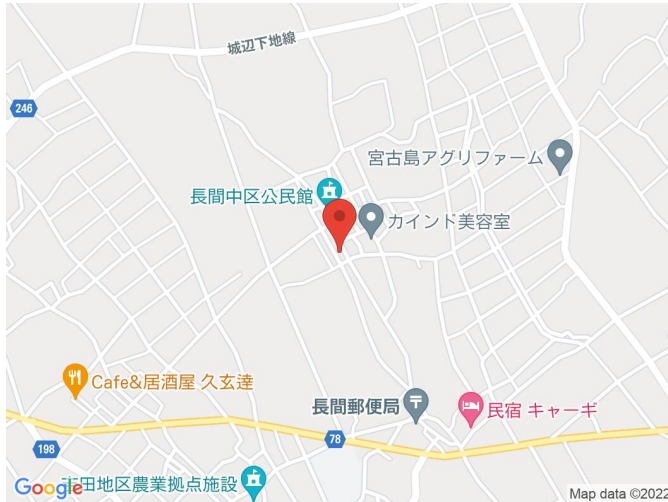 城辺下地線
246
宮古島アグリファーム
長間中区公民館
カインド美容室
Cafe&居酒屋 久玄達
長間郵便局
民宿 キャーギ
78
198
Google
田地区農業拠点施設
Map data ©2022